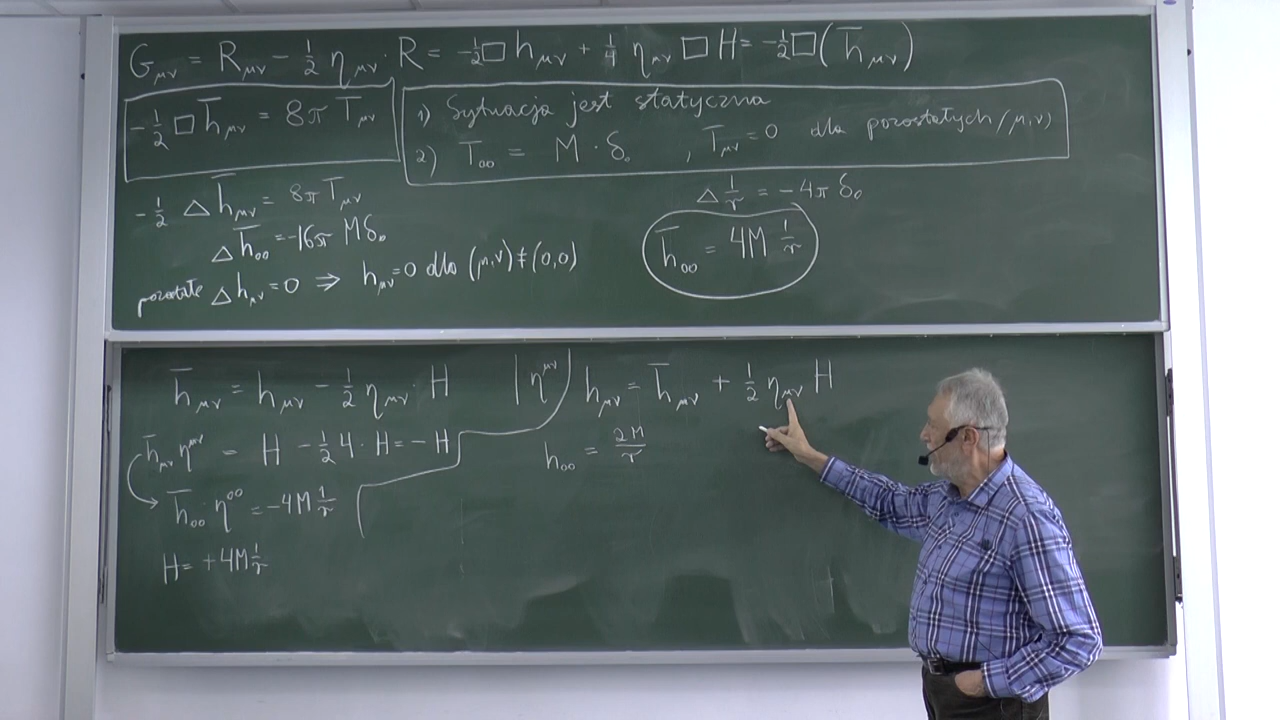 G_μν = R_μν - 1/2 η_μν · R = -1/2 □ h_μν + 1/4 η_μν □ H = -1/2 □ (h̅_μν)
-1/2 □ h̅_μν = 8π T_μν
1) Sytuacja jest statyczna
2) T_00 = M · δ_0 , T_μν = 0 dla pozostałych (μ,ν)
-1/2 △ h̅_μν = 8π T_μν
△ h̅_00 = -16π Mδ_0
pozostałe △ h_μν = 0 ⇒ h_μν = 0 dla (μ,ν) ≠ (0,0)
△ 1/r = -4π δ_0
h̅_00 = 4M 1/r
h̅_μν = h_μν - 1/2 η_μν · H | η^μν
h̅_μν η^μν = H - 1/2 4 · H = - H
h̅_00 η^00 = -4M 1/r
H = +4M 1/r
h_μν = h̅_μν + 1/2 η_μν H
h_00 = 2M/r